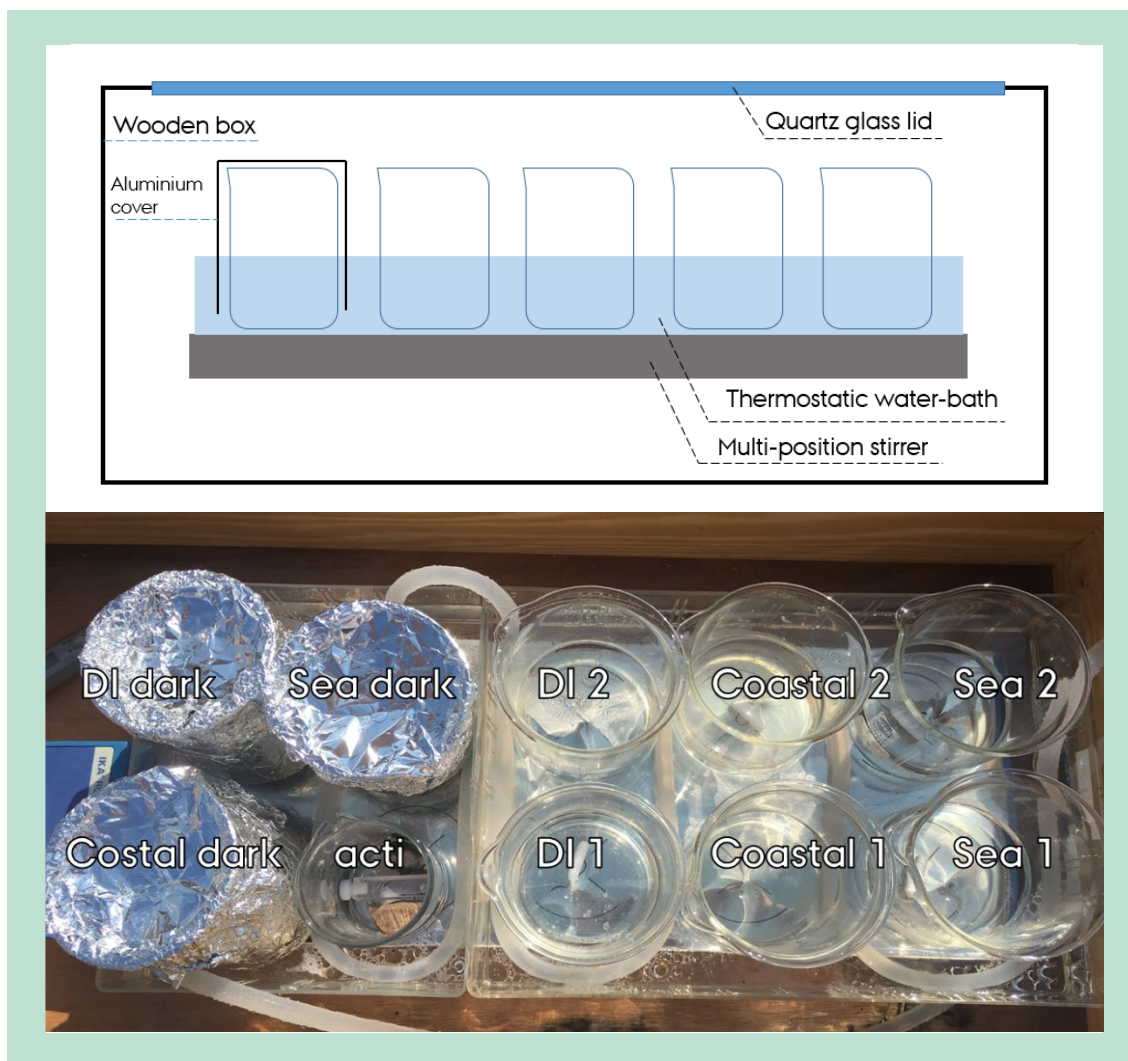 Wooden box
Quartz glass lid
Aluminium
cover
Thermostatic water-bath
Multi-position stirrer
DI dark
Sea dark
DI 2
Coastal 2
Sea 2
IKA
Costal dark
acti
DI 1
Coastal 1
Sea 1